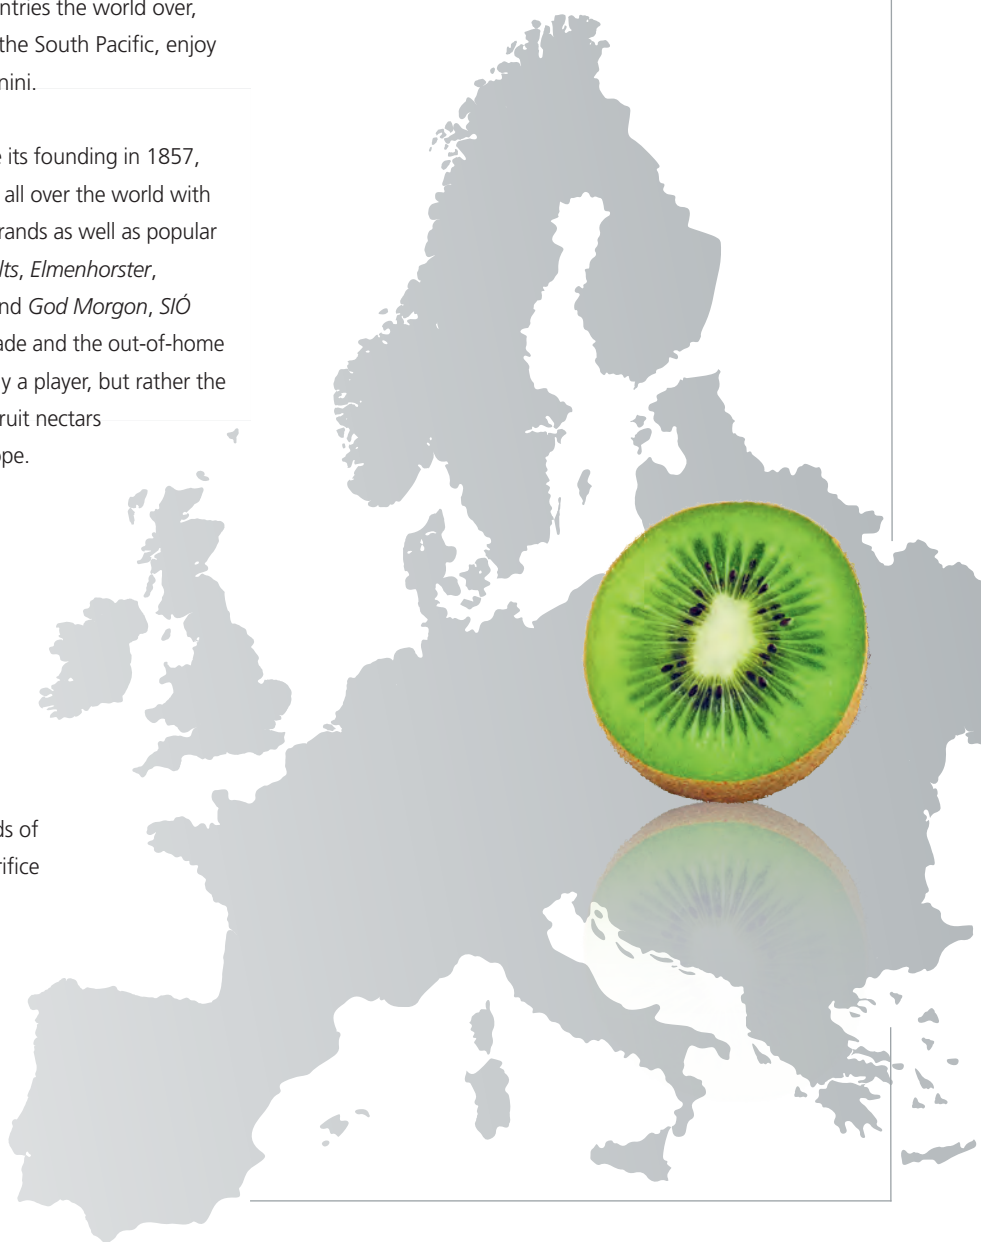 ntries the world over,
the South Pacific, enjoy
nini.
e its founding in 1857,
all over the world with
rands as well as popular
lts, Elmenhorster,
nd God Morgon, SIÓ
ade and the out-of-home
y a player, but rather the
ruit nectars
ope.
ds of
rifice